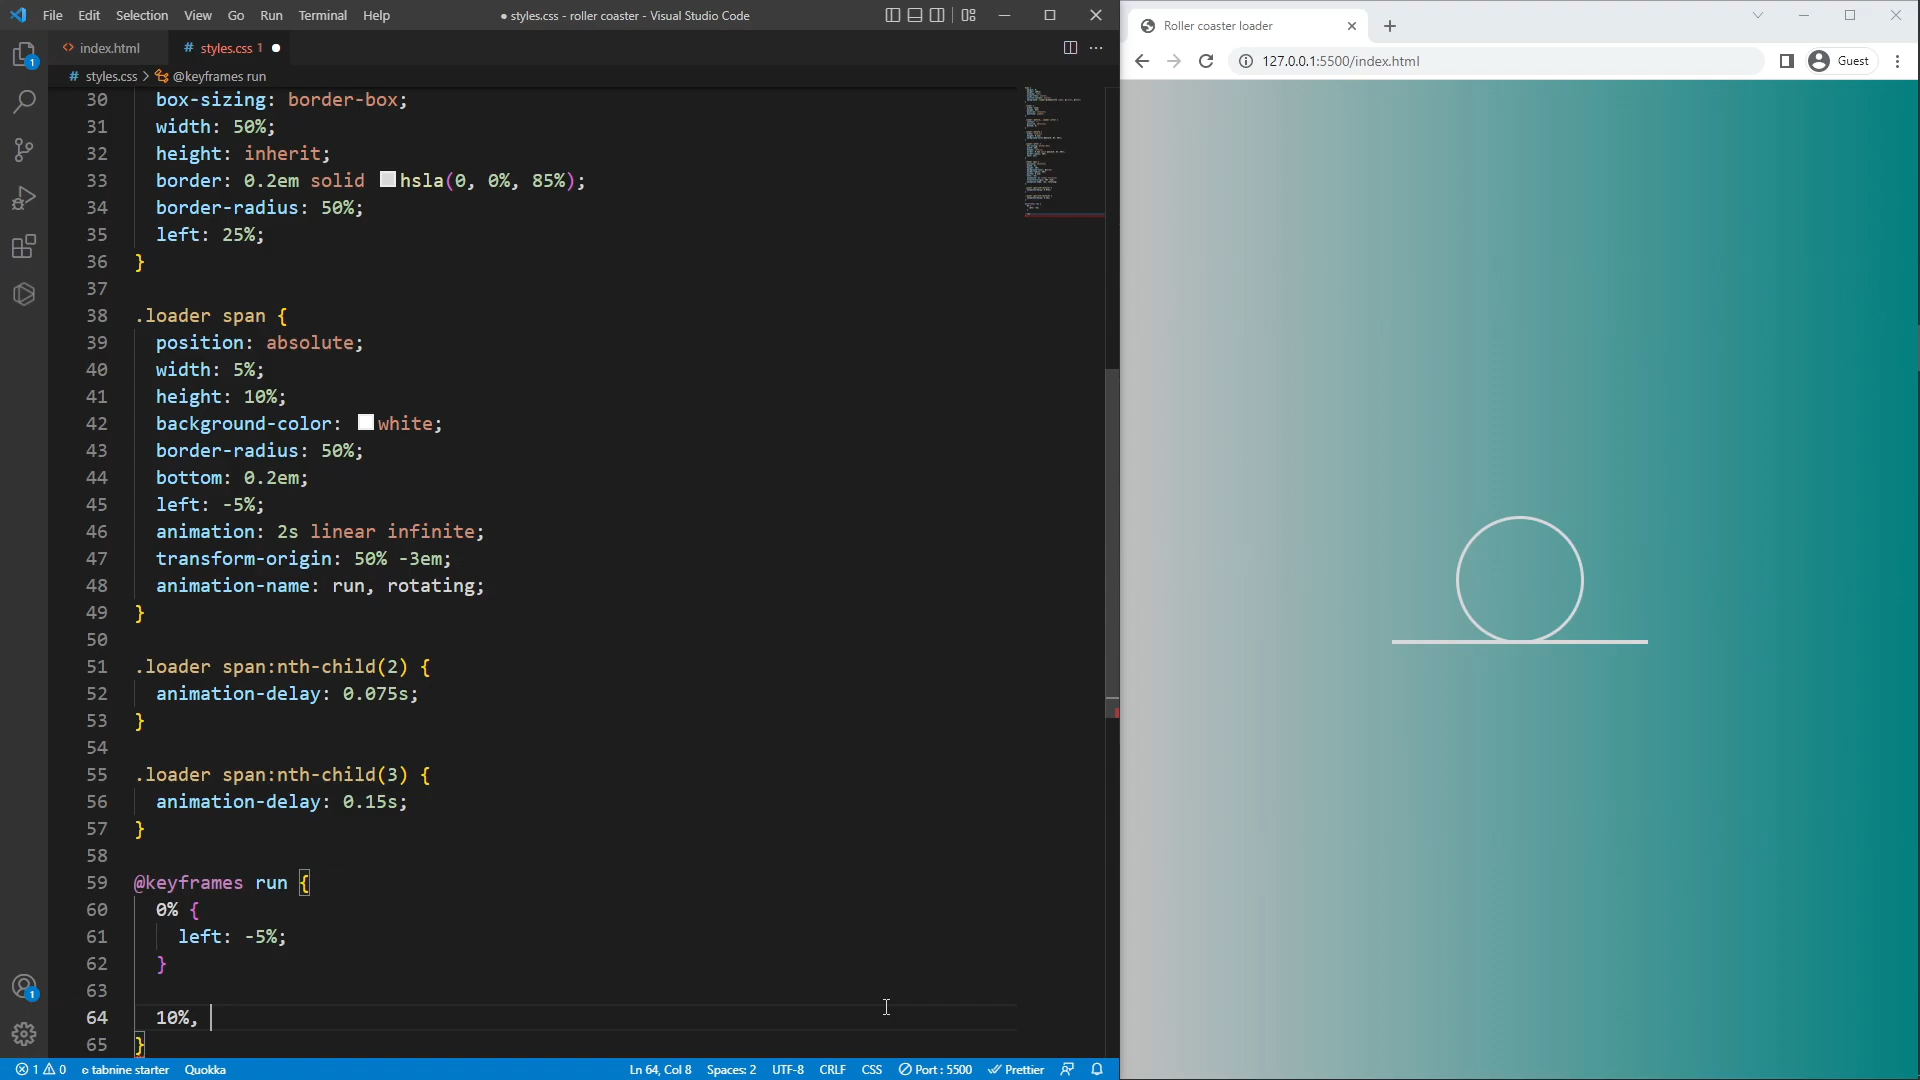 File Edit Selection View Go Run Terminal Help
● styles.css - roller coaster - Visual Studio Code
Roller coaster loader
<> index.html
# styles.css 1 ●
127.0.0.1:5500/index.html
Guest
# styles.css > @keyframes run
30 box-sizing: border-box;
31 width: 50%;
32 height: inherit;
33 border: 0.2em solid hsla(0, 0%, 85%);
34 border-radius: 50%;
35 left: 25%;
36 }
37
38 .loader span {
39 position: absolute;
40 width: 5%;
41 height: 10%;
42 background-color: white;
43 border-radius: 50%;
44 bottom: 0.2em;
45 left: -5%;
46 animation: 2s linear infinite;
47 transform-origin: 50% -3em;
48 animation-name: run, rotating;
49 }
50
51 .loader span:nth-child(2) {
52 animation-delay: 0.075s;
53 }
54
55 .loader span:nth-child(3) {
56 animation-delay: 0.15s;
57 }
58
59 @keyframes run {
60 0% {
61 left: -5%;
62 }
63
64 10%,
65 }
1
1
1 0 tabnine starter Quokka
Ln 64, Col 8 Spaces: 2 UTF-8 CRLF CSS Port : 5500 Prettier